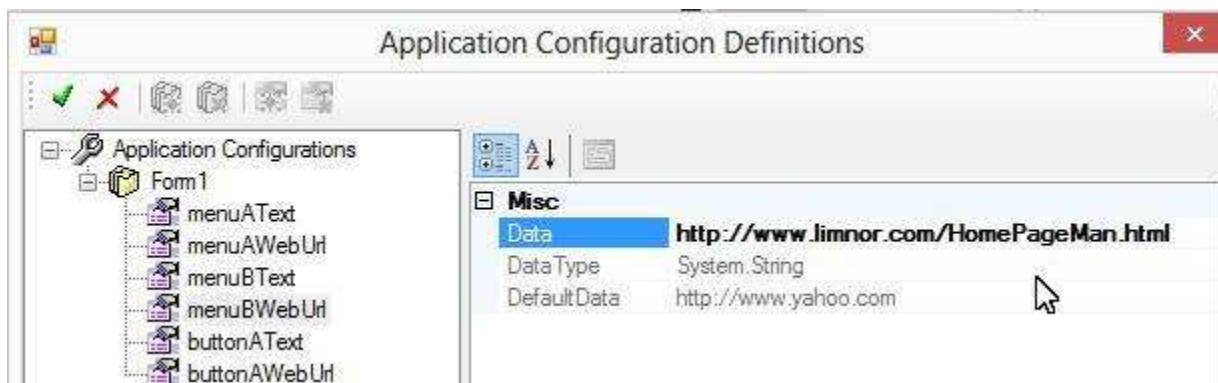 Application Configuration Definitions
Application Configurations
Form1
menuAText
menuAWebUrl
menuBText
menuBWebUrl
buttonAText
buttonAWebUrl
A
Z
Misc
Data http://www.limnor.com/HomePageMan.html
DataType System.String
DefaultData http://www.yahoo.com